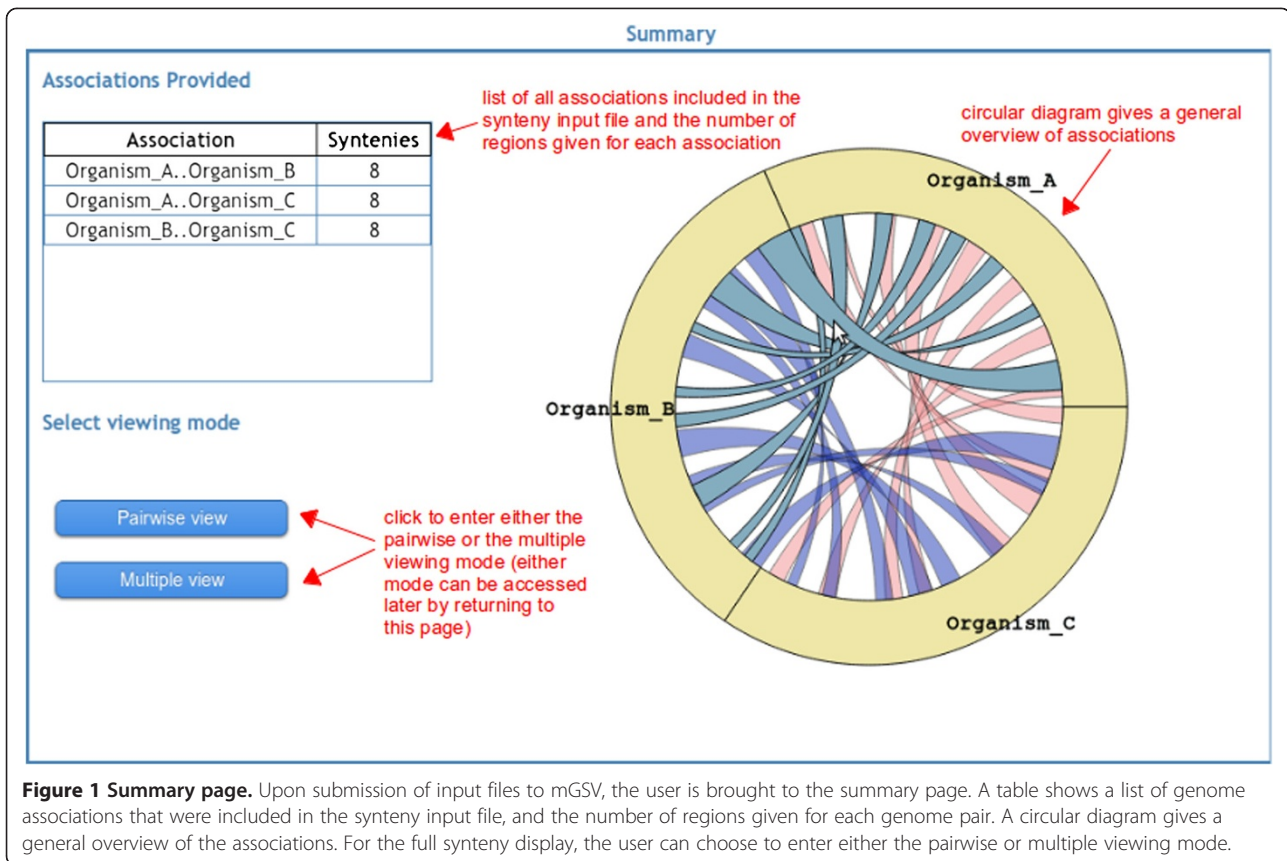 Summary
Associations Provided
Association Syntenies
Organism_A..Organism_B 8
Organism_A..Organism_C 8
Organism_B..Organism_C 8
list of all associations included in the
synteny input file and the number of
regions given for each association
circular diagram gives a general
overview of associations
Organism_A
Organism_B
Organism_C
Select viewing mode
Pairwise view
Multiple view
click to enter either the
pairwise or the multiple
viewing mode (either
mode can be accessed
later by returning to
this page)
Figure 1 Summary page. Upon submission of input files to mGSV, the user is brought to the summary page. A table shows a list of genome
associations that were included in the synteny input file, and the number of regions given for each genome pair. A circular diagram gives a
general overview of the associations. For the full synteny display, the user can choose to enter either the pairwise or multiple viewing mode.